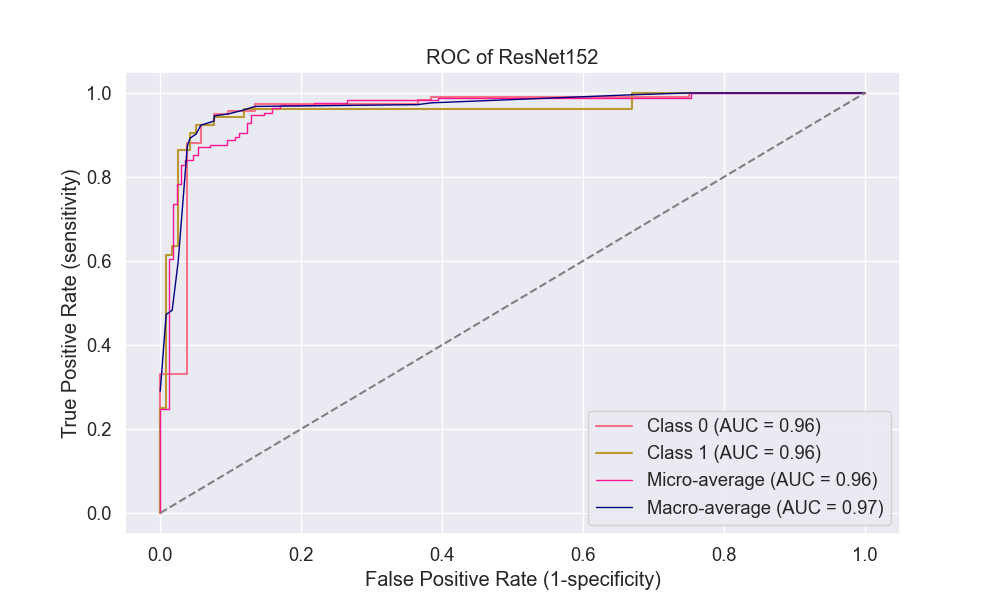 ROC of ResNet152
1.0
0.8
0.6
0.4
0.2
0.0
True Positive Rate (sensitivity)
Class 0 (AUC = 0.96)
Class 1 (AUC = 0.96)
Micro-average (AUC = 0.96)
Macro-average (AUC = 0.97)
0.0 0.2 0.4 0.6 0.8 1.0
False Positive Rate (1-specificity)